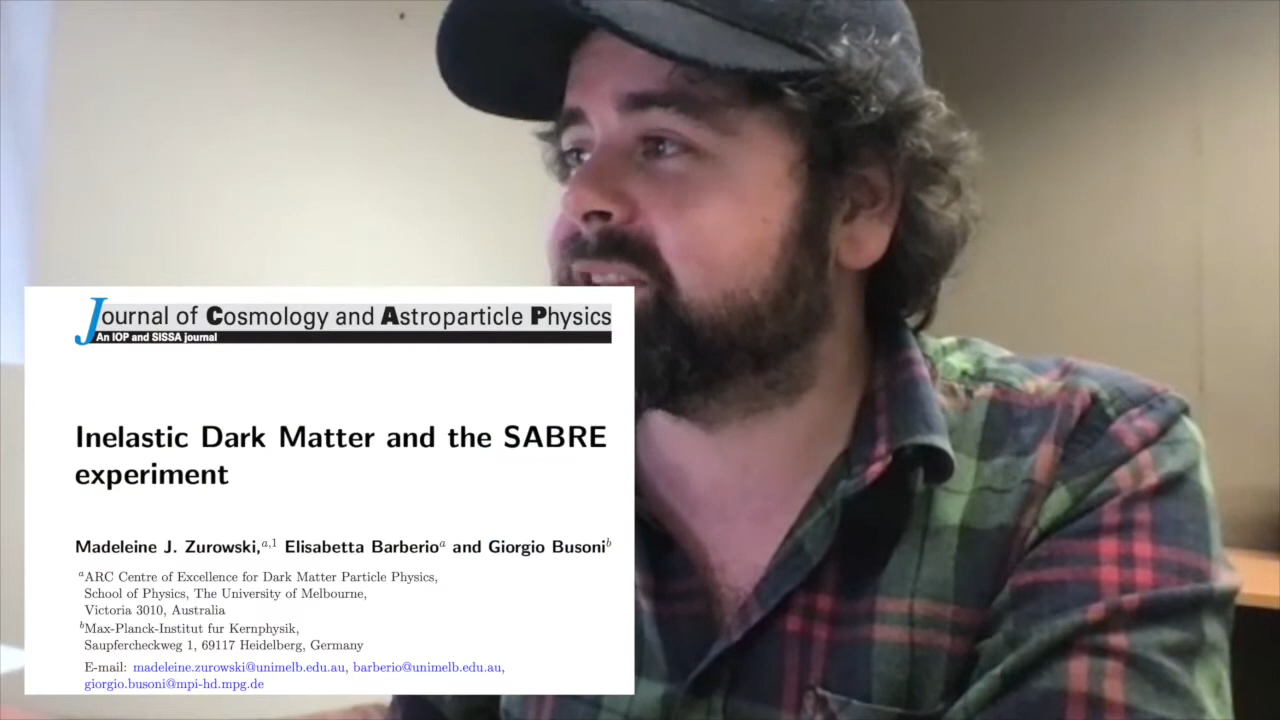 Journal of Cosmology and Astroparticle Physics
An IOP and SISSA journal
Inelastic Dark Matter and the SABRE
experiment
Madeleine J. Zurowski,a,1 Elisabetta Barberioa and Giorgio Busonib
aARC Centre of Excellence for Dark Matter Particle Physics,
School of Physics, The University of Melbourne,
Victoria 3010, Australia
bMax-Planck-Institut fur Kernphysik,
Saupfercheckweg 1, 69117 Heidelberg, Germany
E-mail: madeleine.zurowski@unimelb.edu.au, barberio@unimelb.edu.au,
giorgio.busoni@mpi-hd.mpg.de